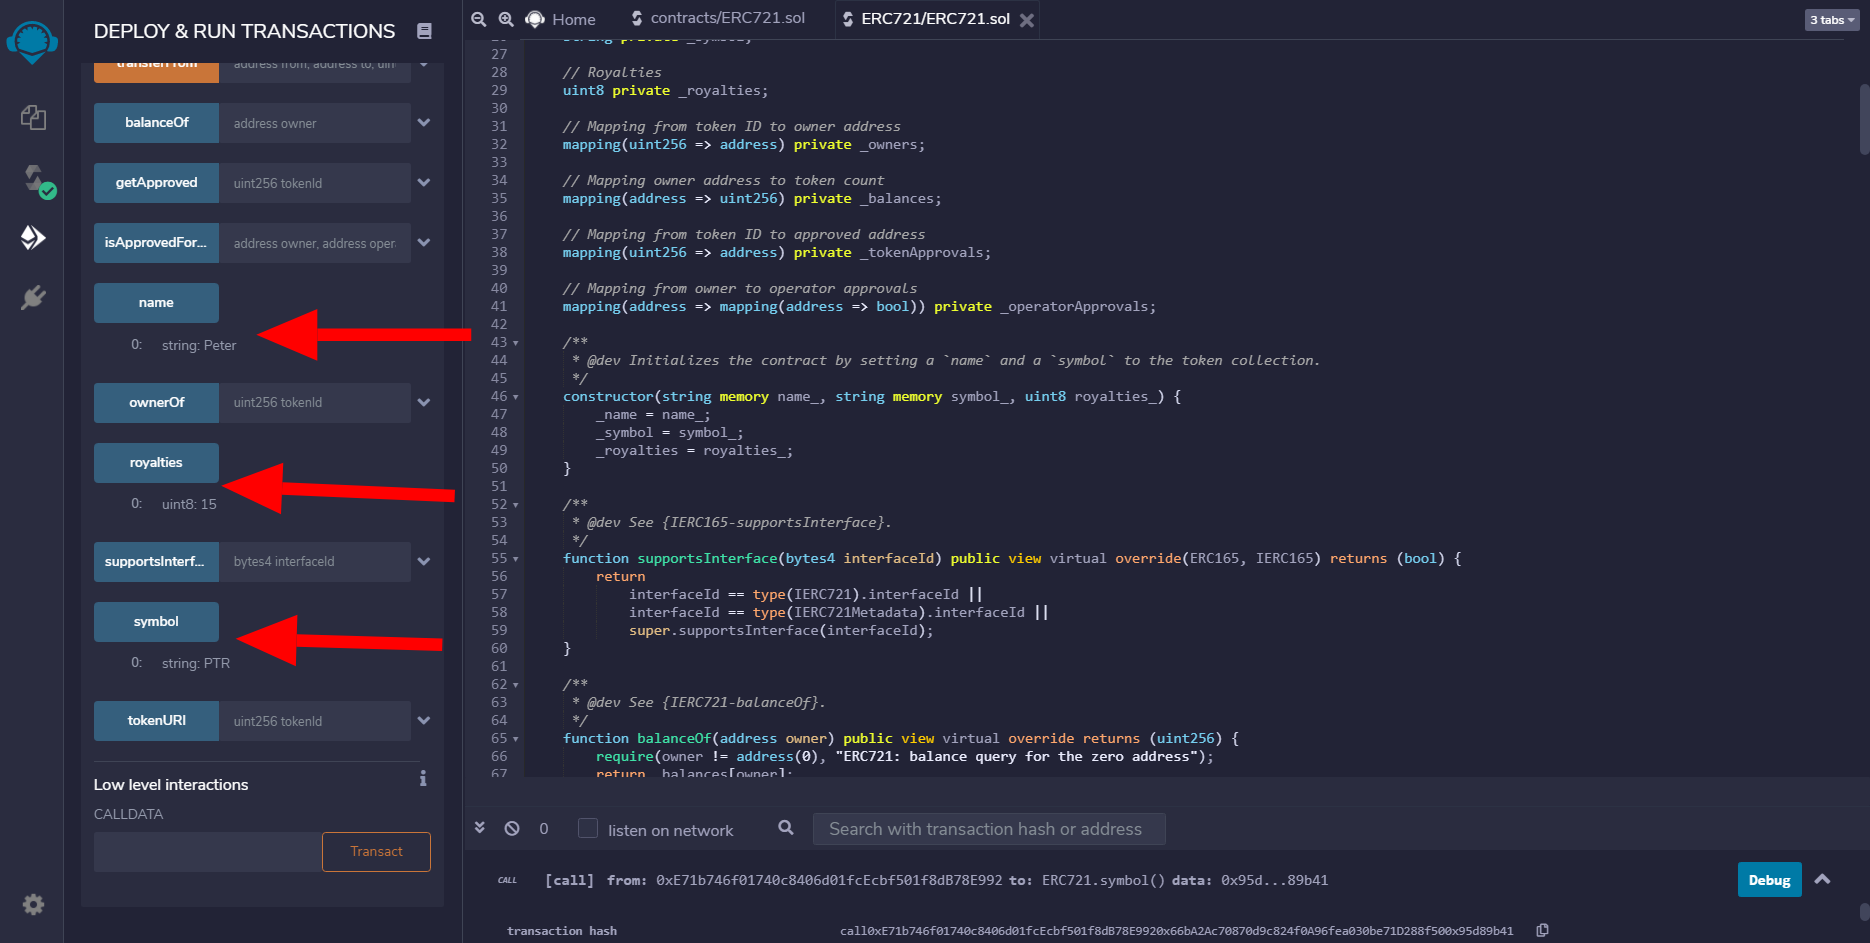 DEPLOY & RUN TRANSACTIONS
transferFrom address from, address to, uin
balanceOf address owner
getApproved uint256 tokenId
isApprovedFor... address owner, address oper
name
0: string: Peter
ownerOf uint256 tokenId
royalties
0: uint8: 15
supportsInterf... bytes4 interfaceId
symbol
0: string: PTR
tokenURI uint256 tokenId
Low level interactions
CALLDATA
Transact
Home contracts/ERC721.sol ERC721/ERC721.sol 3 tabs
26 string private _symbol;
27
28 // Royalties
29 uint8 private _royalties;
30
31 // Mapping from token ID to owner address
32 mapping(uint256 => address) private _owners;
33
34 // Mapping owner address to token count
35 mapping(address => uint256) private _balances;
36
37 // Mapping from token ID to approved address
38 mapping(uint256 => address) private _tokenApprovals;
39
40 // Mapping from owner to operator approvals
41 mapping(address => mapping(address => bool)) private _operatorApprovals;
42
43 /**
44 * @dev Initializes the contract by setting a `name` and a `symbol` to the token collection.
45 */
46 constructor(string memory name_, string memory symbol_, uint8 royalties_) {
47 _name = name_;
48 _symbol = symbol_;
49 _royalties = royalties_;
50 }
51
52 /**
53 * @dev See {IERC165-supportsInterface}.
54 */
55 function supportsInterface(bytes4 interfaceId) public view virtual override(ERC165, IERC165) returns (bool) {
56 return
57 interfaceId == type(IERC721).interfaceId ||
58 interfaceId == type(IERC721Metadata).interfaceId ||
59 super.supportsInterface(interfaceId);
60 }
61
62 /**
63 * @dev See {IERC721-balanceOf}.
64 */
65 function balanceOf(address owner) public view virtual override returns (uint256) {
66 require(owner != address(0), "ERC721: balance query for the zero address");
67 return _balances[owner];
0 listen on network Search with transaction hash or address
CALL [call] from: 0xE71b746f01740c8406d01fcEcbf501f8dB78E992 to: ERC721.symbol() data: 0x95d...89b41 Debug
transaction hash call0xE71b746f01740c8406d01fcEcbf501f8dB78E9920x66bA2Ac70870d9c824f0A96fea030be71D288f500x95d89b41